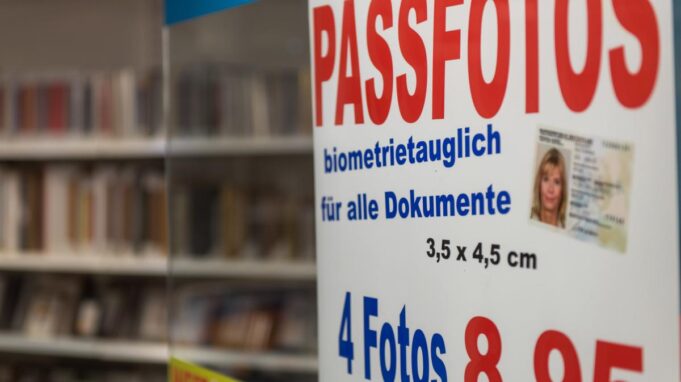 PASSFOTOS
biometrietauglich
für alle Dokumente
3,5 x 4,5 cm
4 Fotos 8,95